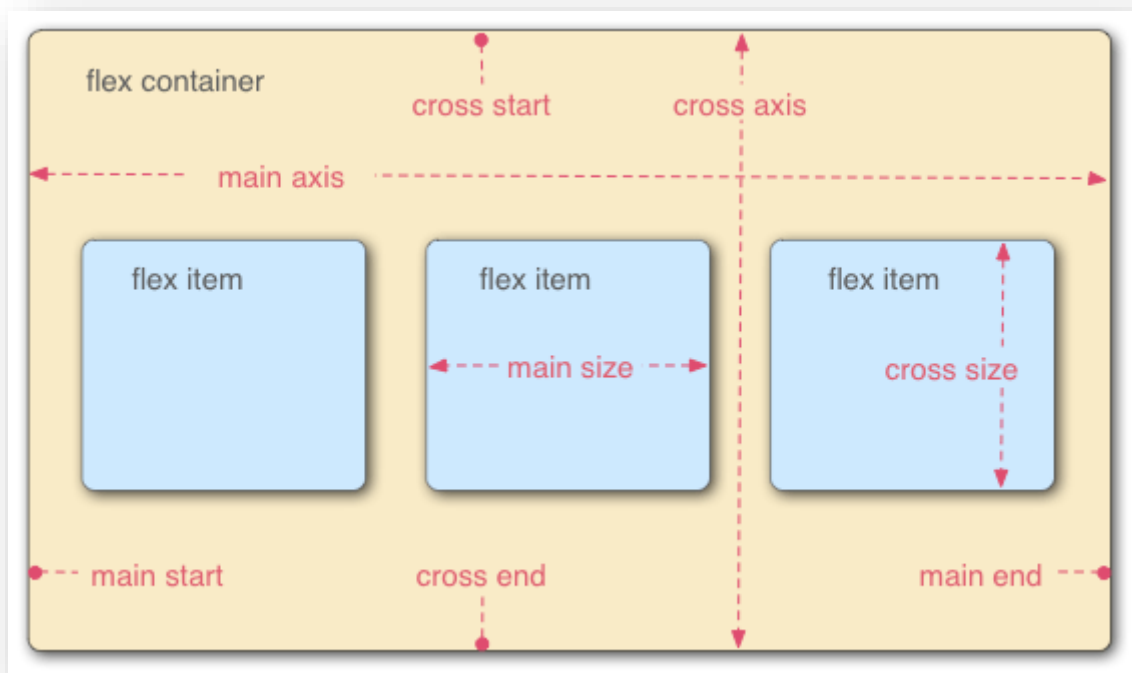 flex container
cross start
cross axis
main axis
flex item
flex item
flex item
main size
cross size
main start
cross end
main end